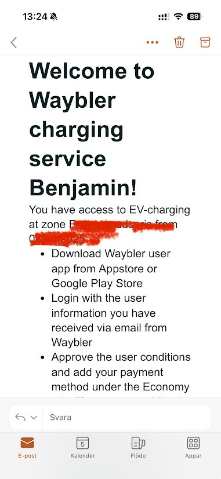 13:24
89
Welcome to
Waybler
charging
service
Benjamin!
You have access to EV-charging
at zone
from
• Download Waybler user
app from Appstore or
Google Play Store
• Login with the user
information you have
received via email from
Waybler
• Approve the user conditions
and add your payment
method under the Economy
Svara
E-post
5
Kalender
Flöde
Appar